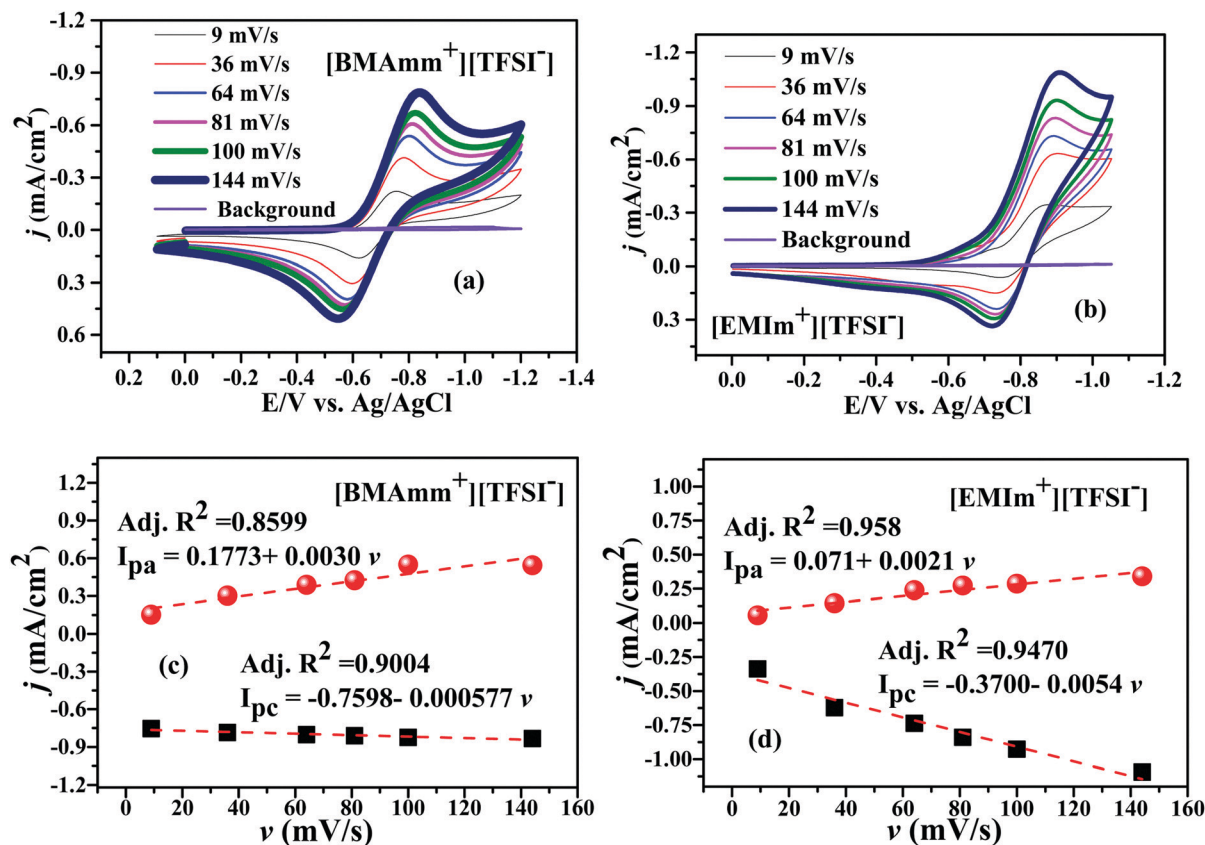 -1.2
-0.9
-0.6
-0.3
0.0
0.3
0.6
j (mA/cm²)
9 mV/s
36 mV/s
64 mV/s
81 mV/s
100 mV/s
144 mV/s
Background
[BMAmm⁺][TFSI⁻]
(a)
0.2 0.0 -0.2 -0.4 -0.6 -0.8 -1.0 -1.2 -1.4
E/V vs. Ag/AgCl
-1.2
-0.9
-0.6
-0.3
0.0
0.3
j (mA/cm²)
9 mV/s
36 mV/s
64 mV/s
81 mV/s
100 mV/s
144 mV/s
Background
(b)
[EMIm⁺][TFSI⁻]
0.0 -0.2 -0.4 -0.6 -0.8 -1.0 -1.2
E/V vs. Ag/AgCl
1.2
0.9
0.6
0.3
0.0
-0.3
-0.6
-0.9
-1.2
j (mA/cm²)
[BMAmm⁺][TFSI⁻]
Adj. R² =0.8599
Ipa = 0.1773+ 0.0030 v
(c)
Adj. R² =0.9004
Ipc = -0.7598- 0.000577 v
0 20 40 60 80 100 120 140 160
v (mV/s)
1.00
0.75
0.50
0.25
0.00
-0.25
-0.50
-0.75
-1.00
j (mA/cm²)
[EMIm⁺][TFSI⁻]
Adj. R² =0.958
Ipa = 0.071+ 0.0021 v
Adj. R² =0.9470
Ipc = -0.3700- 0.0054 v
(d)
0 20 40 60 80 100 120 140 160
v (mV/s)